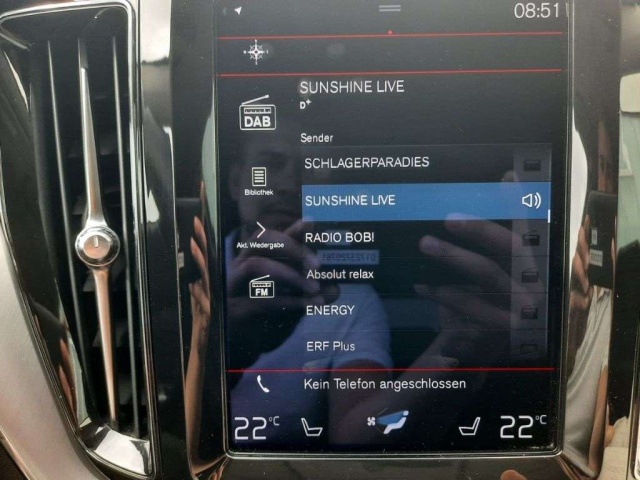 08:51
SUNSHINE LIVE
D+
DAB
Sender
SCHLAGERPARADIES
Bibliothek
SUNSHINE LIVE
Akt. Wiedergabe
RADIO BOB!
Absolut relax
FM
ENERGY
ERF Plus
Kein Telefon angeschlossen
22°C
22°C